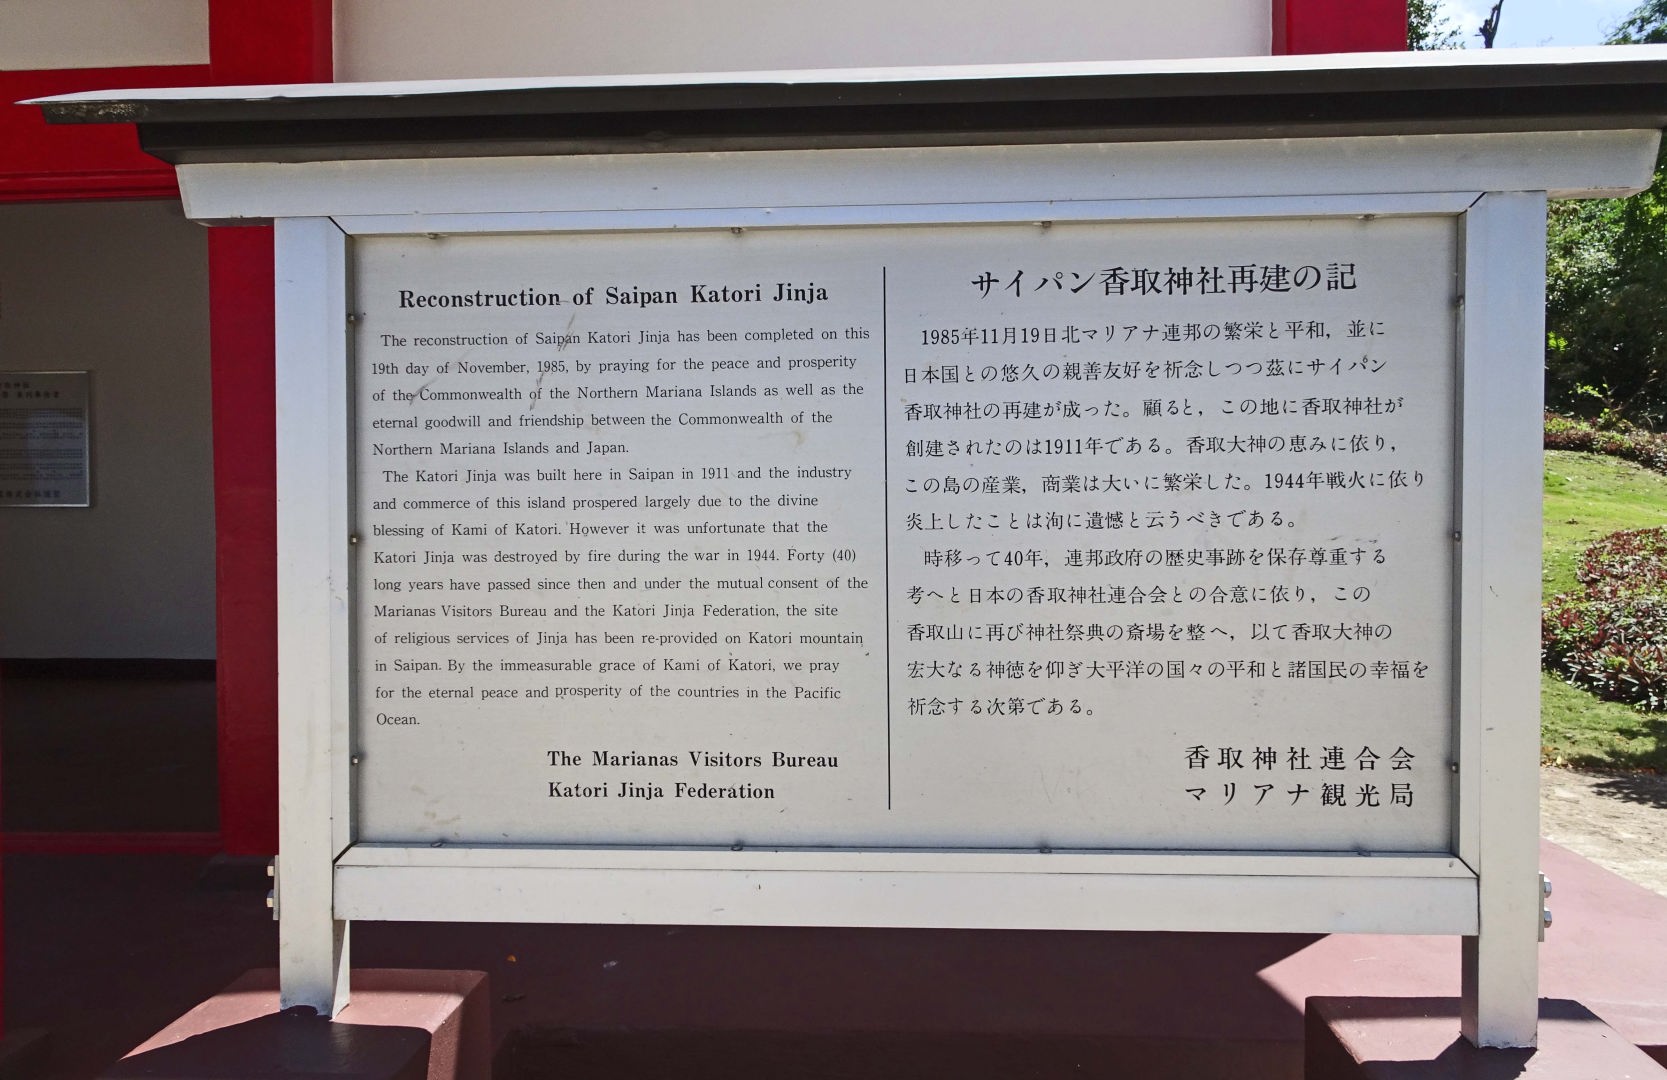 Reconstruction of Saipan Katori Jinja
The reconstruction of Saipan Katori Jinja has been completed on this
19th day of November, 1985, by praying for the peace and prosperity
of the Commonwealth of the Northern Mariana Islands as well as the
eternal goodwill and friendship between the Commonwealth of the
Northern Mariana Islands and Japan.
The Katori Jinja was built here in Saipan in 1911 and the industry
and commerce of this island prospered largely due to the divine
blessing of Kami of Katori. However it was unfortunate that the
Katori Jinja was destroyed by fire during the war in 1944. Forty (40)
long years have passed since then and under the mutual consent of the
Marianas Visitors Bureau and the Katori Jinja Federation, the site
of religious services of Jinja has been re-provided on Katori mountain
in Saipan. By the immeasurable grace of Kami of Katori, we pray
for the eternal peace and prosperity of the countries in the Pacific
Ocean.
The Marianas Visitors Bureau
Katori Jinja Federation
サイパン香取神社再建の記
1985年11月19日北マリアナ連邦の繁栄と平和，並に
日本国との悠久の親善友好を祈念しつつ茲にサイパン
香取神社の再建が成った。顧ると，この地に香取神社が
創建されたのは1911年である。香取大神の恵みに依り，
この島の産業，商業は大いに繁栄した。1944年戦火に依り
炎上したことは洵に遺憾と云うべきである。
時移って40年，連邦政府の歴史事跡を保存尊重する
考へと日本の香取神社連合会との合意に依り，この
香取山に再び神社祭典の斎場を整へ，以て香取大神の
宏大なる神徳を仰ぎ太平洋の国々の平和と諸国民の幸福を
祈念する次第である。
香取神社連合会
マリアナ観光局